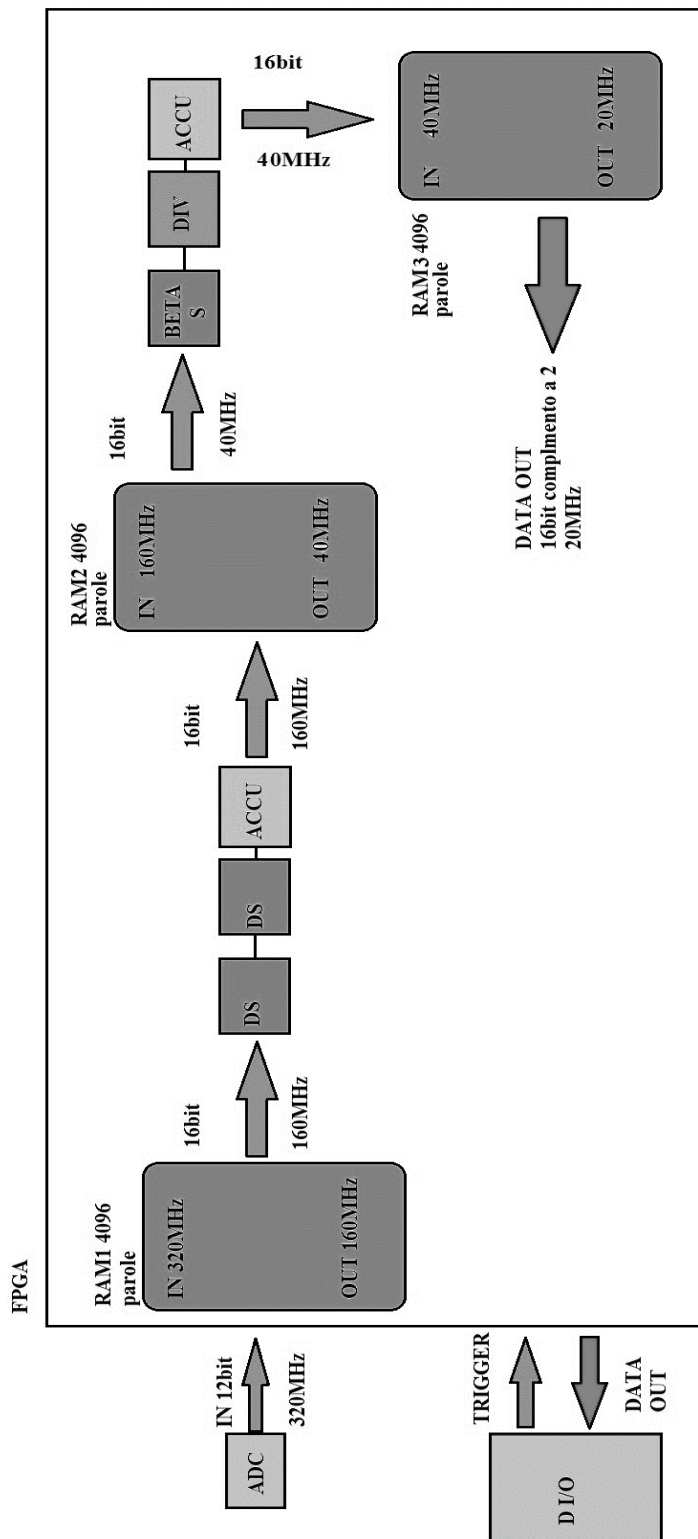 FPGA
ADC
IN 12bit
320MHz
RAM1 4096
parole
IN 320MHz
OUT 160MHz
16bit
160MHz
DS
DS
ACCU
16bit
160MHz
RAM2 4096
parole
IN 160MHz
OUT 40MHz
16bit
40MHz
BETA
S
DIV
ACCU
16bit
40MHz
RAM3 4096
parole
IN 40MHz
OUT 20MHz
DATA OUT
16bit complmento a 2
20MHz
D I/O
TRIGGER
DATA
OUT